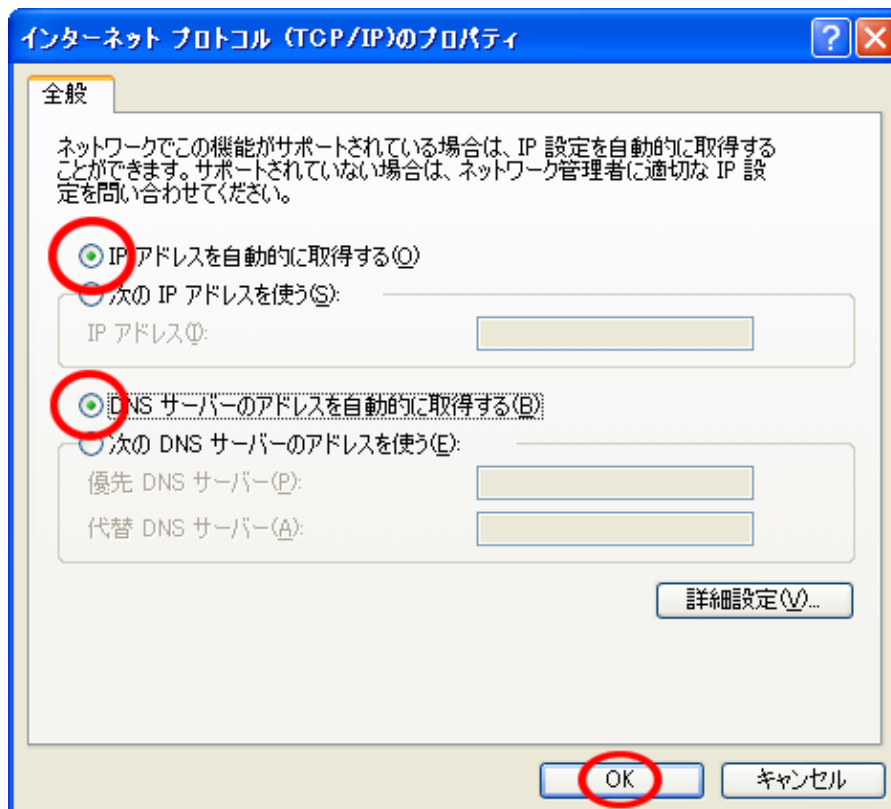 インターネット プロトコル (TCP/IP)のプロパティ
全般
ネットワークでこの機能がサポートされている場合は、IP 設定を自動的に取得する
ことができます。サポートされていない場合は、ネットワーク管理者に適切な IP 設
定を問い合わせてください。
IP アドレスを自動的に取得する(O)
次の IP アドレスを使う(S):
IP アドレス(I):
DNS サーバーのアドレスを自動的に取得する(B)
次の DNS サーバーのアドレスを使う(E):
優先 DNS サーバー(P):
代替 DNS サーバー(A):
詳細設定(V)...
OK
キャンセル